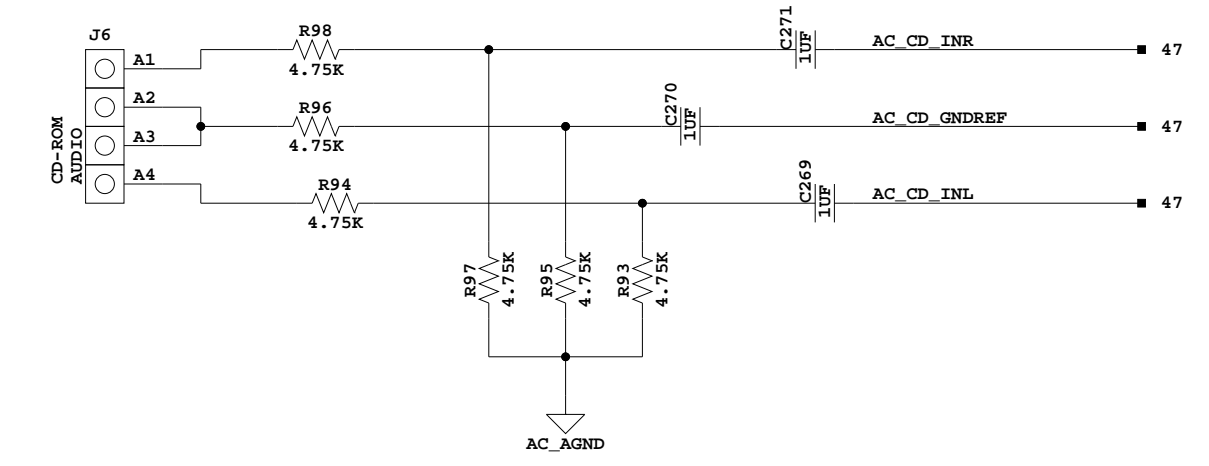 J6
CD-ROM
AUDIO
A1
A2
A3
A4
R98
4.75K
R96
4.75K
R94
4.75K
C271
1UF
AC_CD_INR
47
C270
1UF
AC_CD_GNDREF
47
C269
1UF
AC_CD_INL
47
R97
4.75K
R95
4.75K
R93
4.75K
AC_AGND